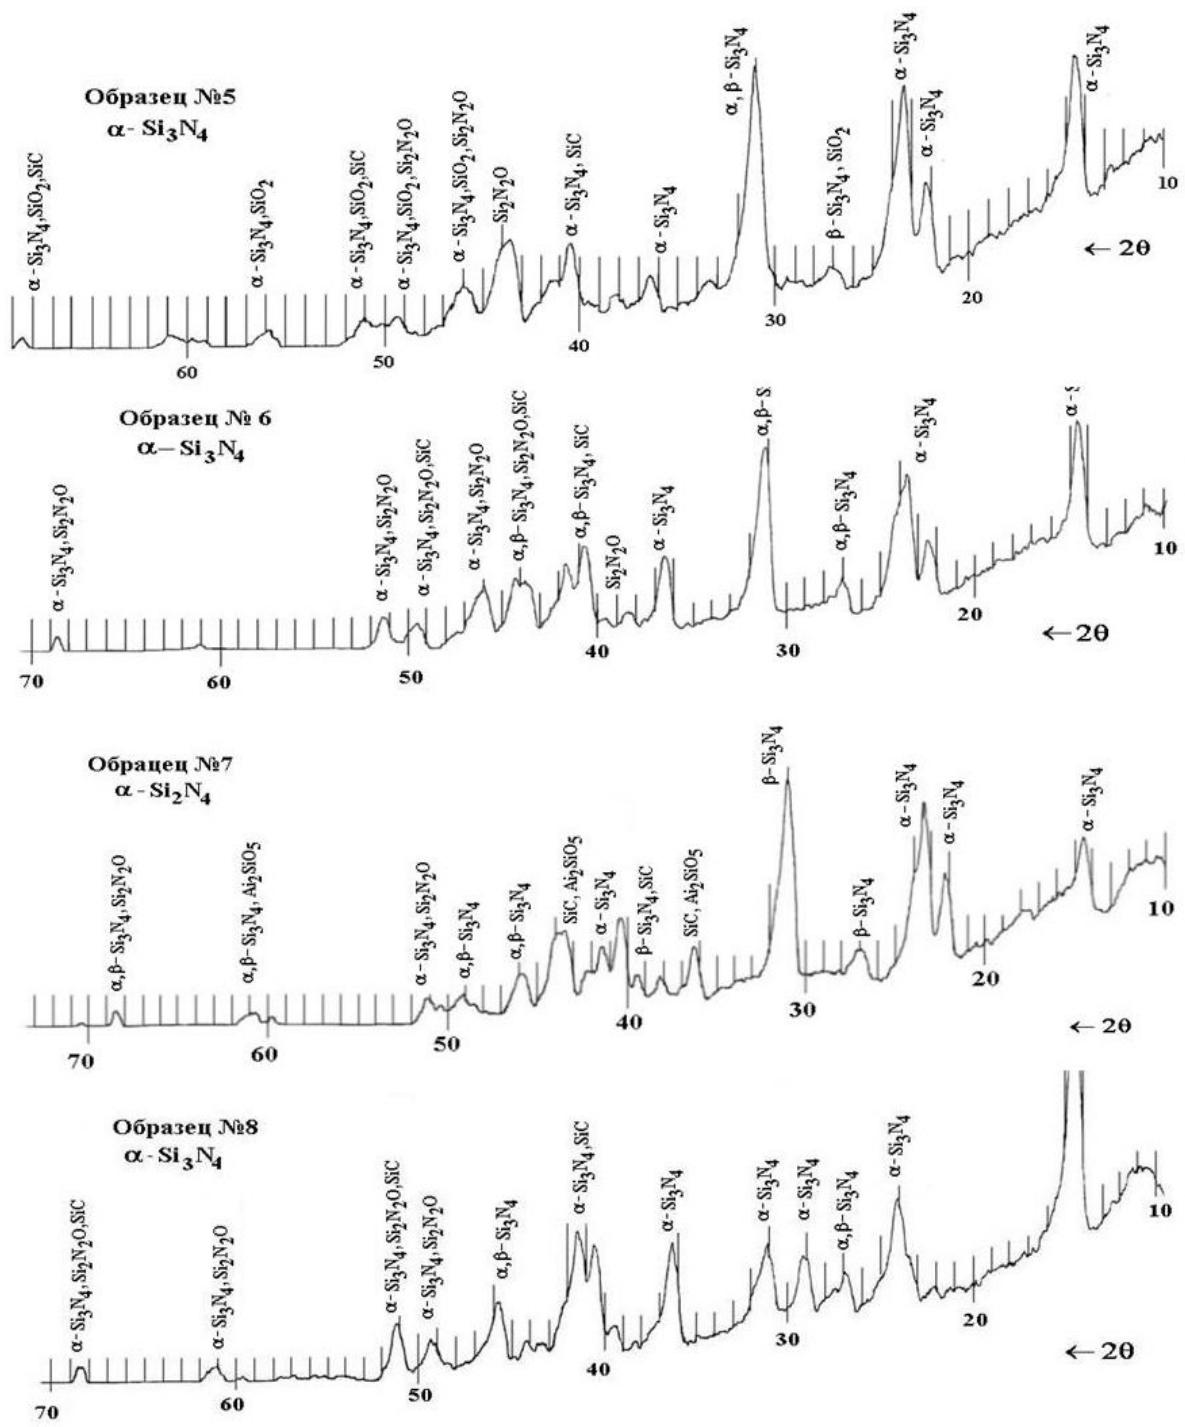 Образец №5
α - Si₃N₄
α - Si₃N₄,SiO₂,SiC
α - Si₃N₄,SiO₂
α - Si₃N₄,SiO₂,SiC
α - Si₃N₄,SiO₂,Si₂N₂O
α - Si₃N₄,SiO₂,Si₂N₂O
Si₂N₂O
α - Si₃N₄, SiC
α - Si₃N₄
α, β - Si₃N₄
β - Si₃N₄, SiO₂
α - Si₃N₄
α - Si₃N₄
α - Si₃N₄
60
50
40
30
20
10
← 2θ
Образец № 6
α – Si₃N₄
α - Si₃N₄, Si₂N₂O
α - Si₃N₄, Si₂N₂O
α - Si₃N₄, Si₂N₂O,SiC
α - Si₃N₄,Si₂N₂O
α,β- Si₃N₄,Si₂N₂O,SiC
α,β- Si₃N₄, SiC
Si₂N₂O
α - Si₃N₄
α,β- S
α,β- Si₃N₄
α - Si₃N₄
70
60
50
40
30
20
10
← 2θ
Обрацец №7
α - Si₂N₄
α,β- Si₃N₄,Si₂N₂O
α,β- Si₃N₄, Ai₂SiO₅
α - Si₃N₄,Si₂N₂O
α,β- Si₃N₄
α,β- Si₃N₄
SiC, Ai₂SiO₅
α - Si₃N₄
β- Si₃N₄,SiC
SiC, Ai₂SiO₅
β- Si₃N₄
β- Si₃N₄
α - Si₃N₄
α - Si₃N₄
α - Si₃N₄
70
60
50
40
30
20
10
← 2θ
Образец №8
α - Si₃N₄
α - Si₃N₄, Si₂N₂O,SiC
α - Si₃N₄, Si₂N₂O
α - Si₃N₄,Si₂N₂O,SiC
α - Si₃N₄,Si₂N₂O
α,β- Si₃N₄
α - Si₃N₄,SiC
α - Si₃N₄
α - Si₃N₄
α - Si₃N₄
α,β- Si₃N₄
α - Si₃N₄
70
60
50
40
30
20
10
← 2θ